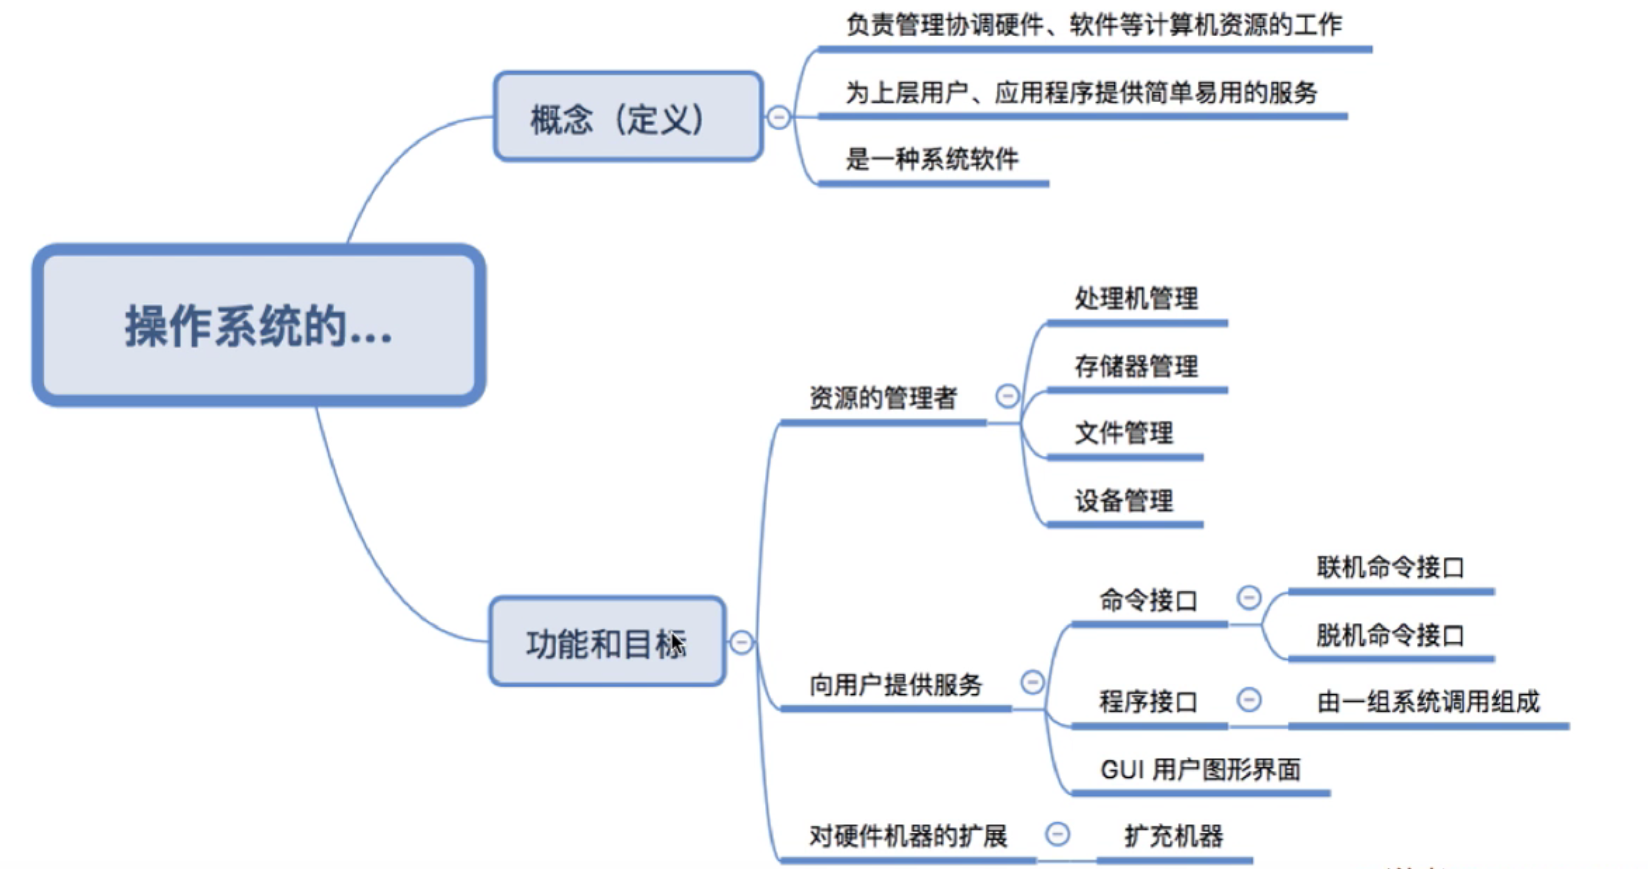 负责管理协调硬件、软件等计算机资源的工作
概念（定义）
为上层用户、应用程序提供简单易用的服务
是一种系统软件
操作系统的...
处理机管理
存储器管理
资源的管理者
文件管理
设备管理
联机命令接口
命令接口
脱机命令接口
功能和目标
向用户提供服务
程序接口
由一组系统调用组成
GUI 用户图形界面
对硬件机器的扩展
扩充机器